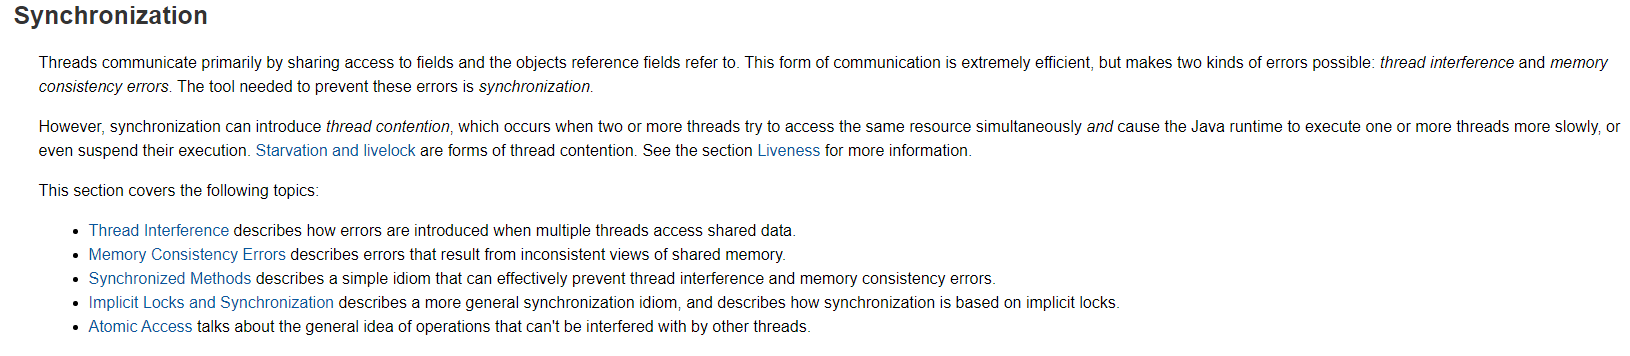 Synchronization
Threads communicate primarily by sharing access to fields and the objects reference fields refer to. This form of communication is extremely efficient, but makes two kinds of errors possible: thread interference and memory
consistency errors. The tool needed to prevent these errors is synchronization.
However, synchronization can introduce thread contention, which occurs when two or more threads try to access the same resource simultaneously and cause the Java runtime to execute one or more threads more slowly, or
even suspend their execution. Starvation and livelock are forms of thread contention. See the section Liveness for more information.
This section covers the following topics:
• Thread Interference describes how errors are introduced when multiple threads access shared data.
• Memory Consistency Errors describes errors that result from inconsistent views of shared memory.
• Synchronized Methods describes a simple idiom that can effectively prevent thread interference and memory consistency errors.
• Implicit Locks and Synchronization describes a more general synchronization idiom, and describes how synchronization is based on implicit locks.
• Atomic Access talks about the general idea of operations that can't be interfered with by other threads.